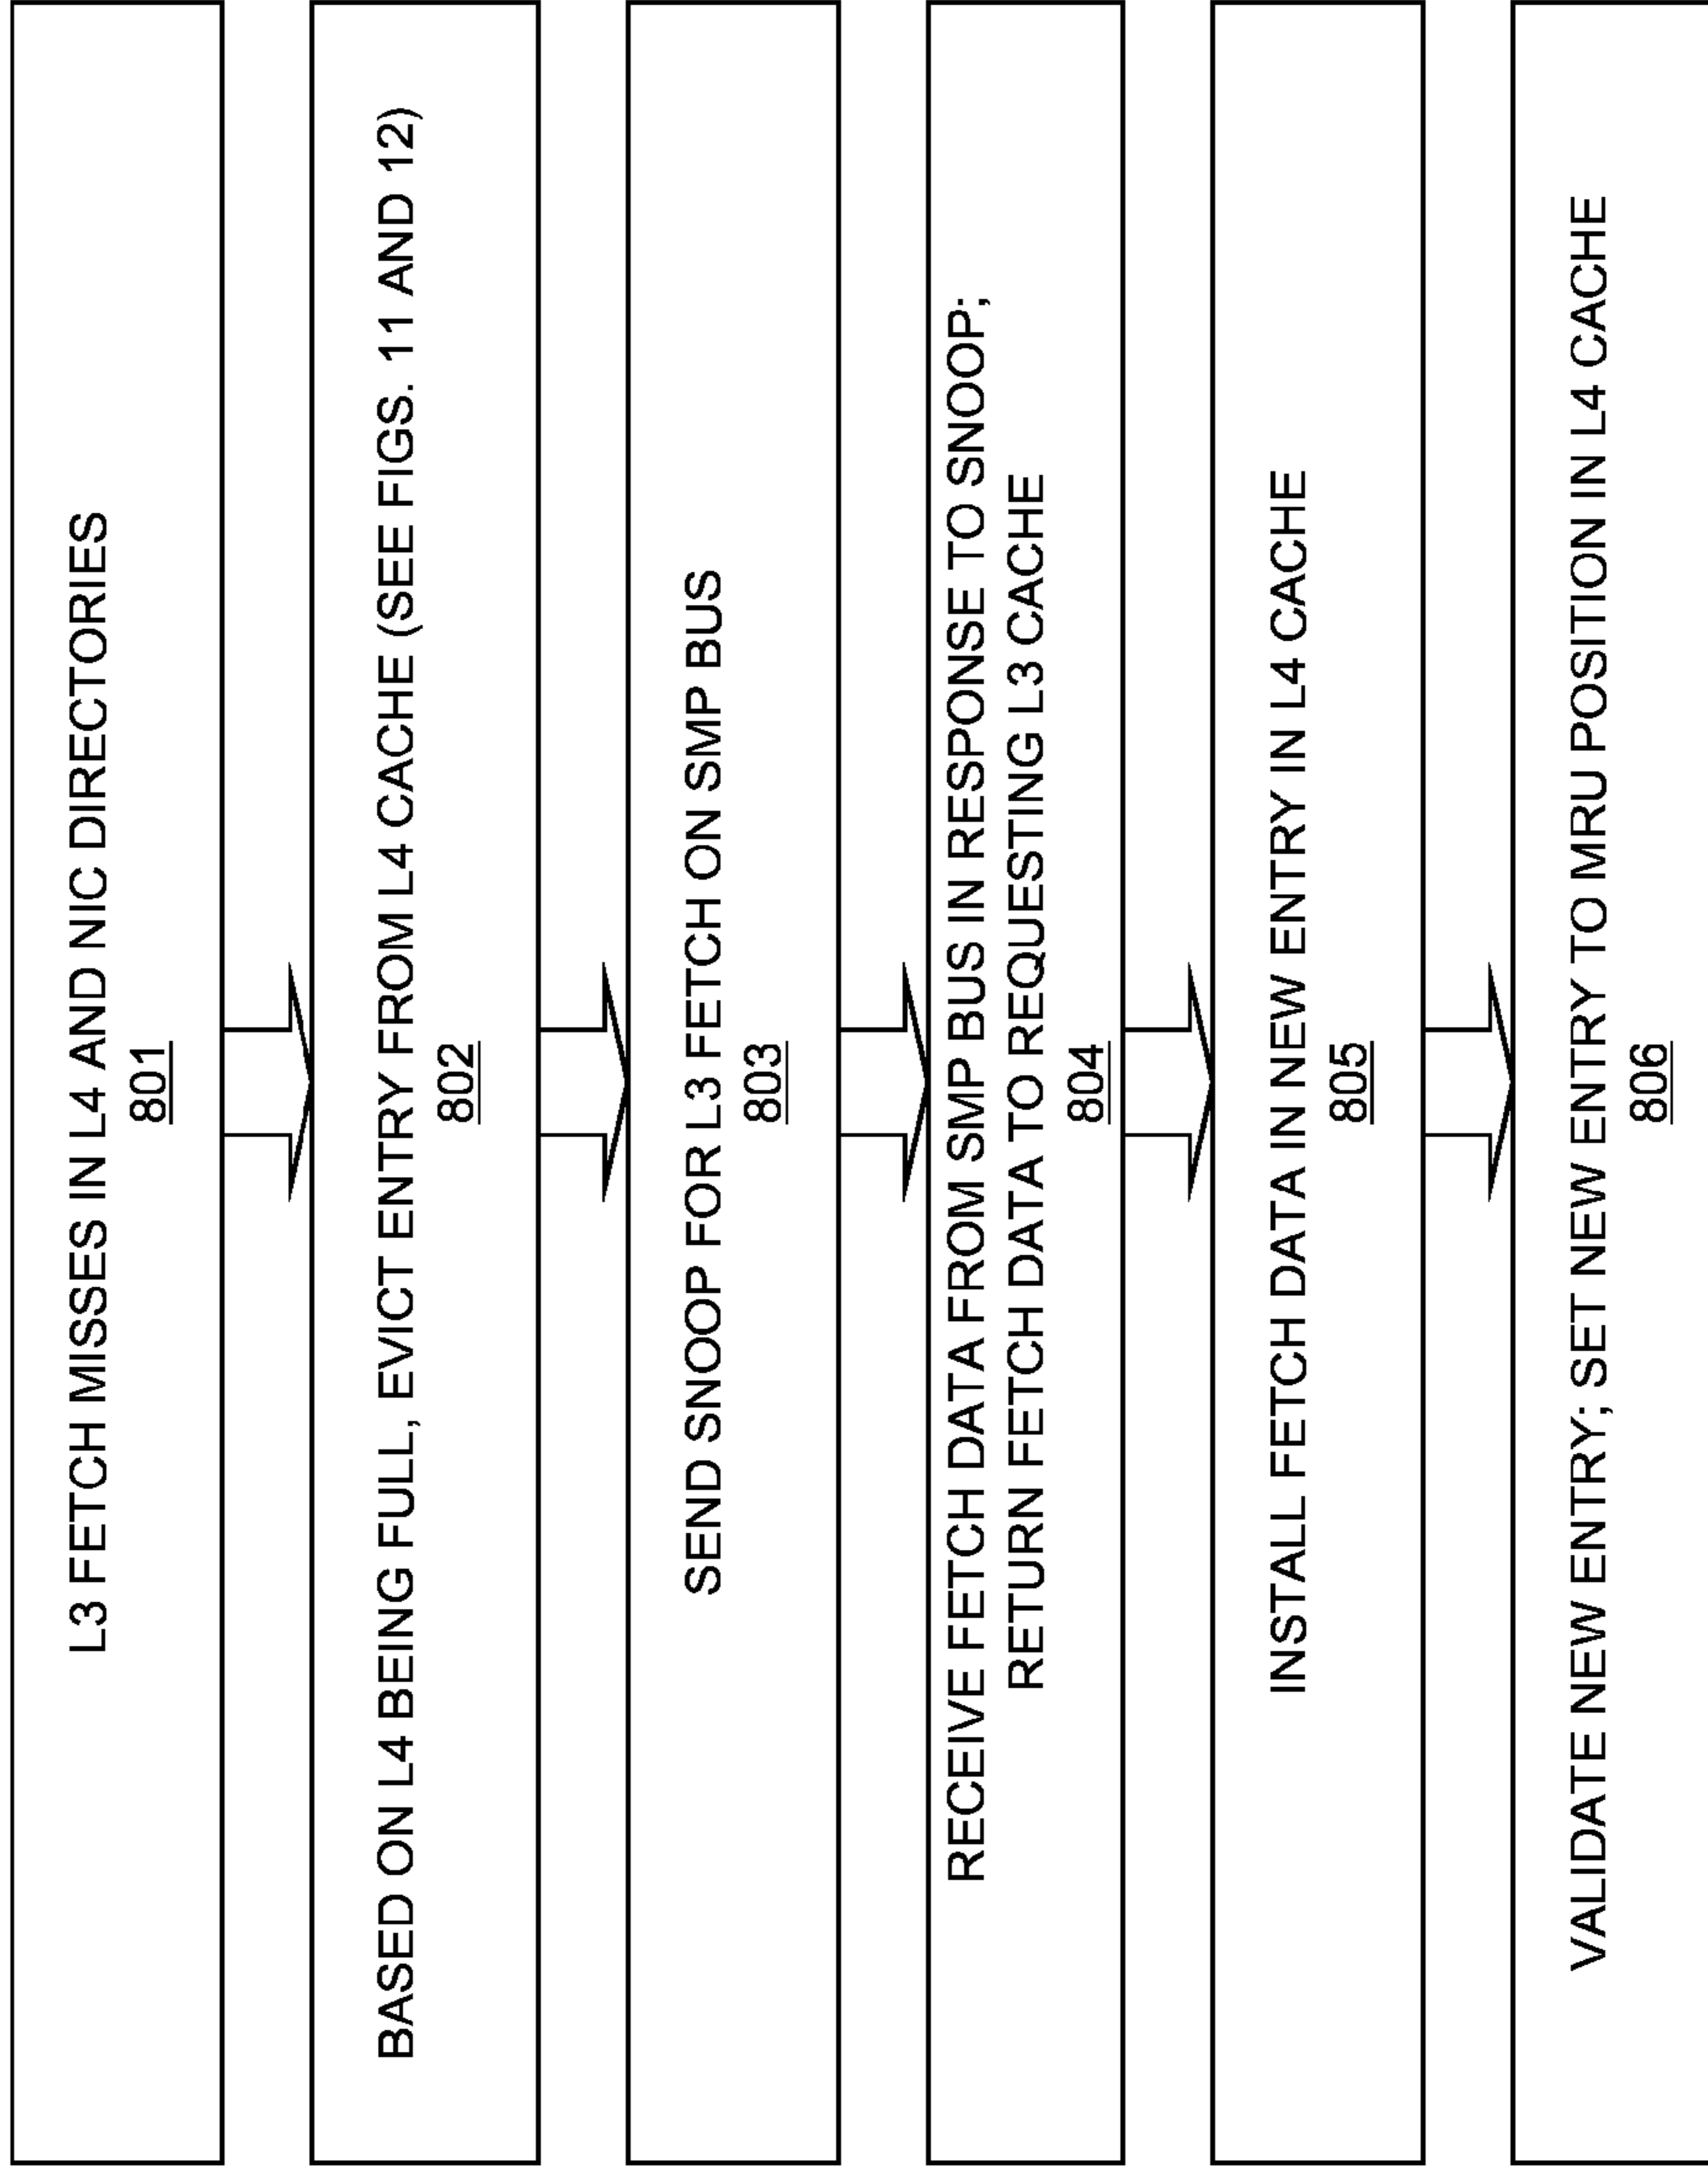 L3 FETCH MISSES IN L4 AND NIC DIRECTORIES
801
BASED ON L4 BEING FULL, EVICT ENTRY FROM L4 CACHE (SEE FIGS. 11 AND 12)
802
SEND SNOOP FOR L3 FETCH ON SMP BUS
803
RECEIVE FETCH DATA FROM SMP BUS IN RESPONSE TO SNOOP;
RETURN FETCH DATA TO REQUESTING L3 CACHE
804
INSTALL FETCH DATA IN NEW ENTRY IN L4 CACHE
805
VALIDATE NEW ENTRY; SET NEW ENTRY TO MRU POSITION IN L4 CACHE
806